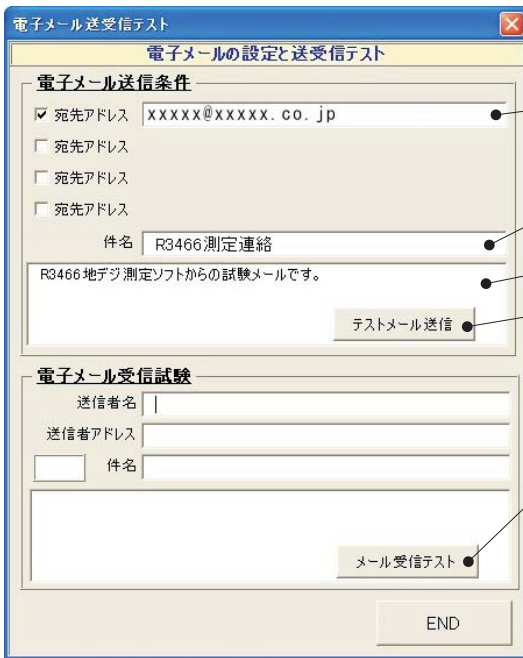 電子メール送受信テスト
電子メールの設定と送受信テスト
電子メール送信条件
宛先アドレス xxxxx@xxxxx.co.jp
宛先アドレス
宛先アドレス
宛先アドレス
件名 R3466測定連絡
R3466地デジ測定ソフトからの試験メールです。
テストメール送信
電子メール受信試験
送信者名
送信者アドレス
件名
メール受信テスト
END